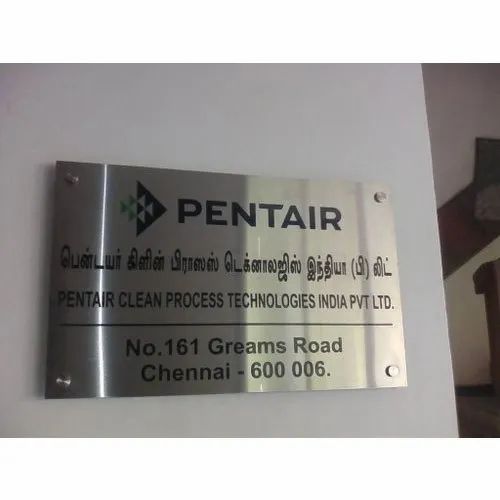 PENTAIR
பென்டயர் கிளின் பிராஸஸ் டெக்னாலஜிஸ் இந்தியா (பி) லிட்
PENTAIR CLEAN PROCESS TECHNOLOGIES INDIA PVT LTD.
No.161 Greams Road
Chennai - 600 006.